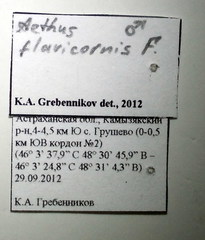 Aethus ♂
flavicornis F.
K.A. Grebennikov det., 2012
Астраханская обл., Камызякский
р-н, 4-4,5 км Ю с. Грушево (0-0,5
км ЮВ кордон №2)
(46° 3' 37,9" С 48° 30' 45,9" В –
46° 3' 24,8" С 48° 31' 4,3" В)
29.09.2012
К.А. Гребенников